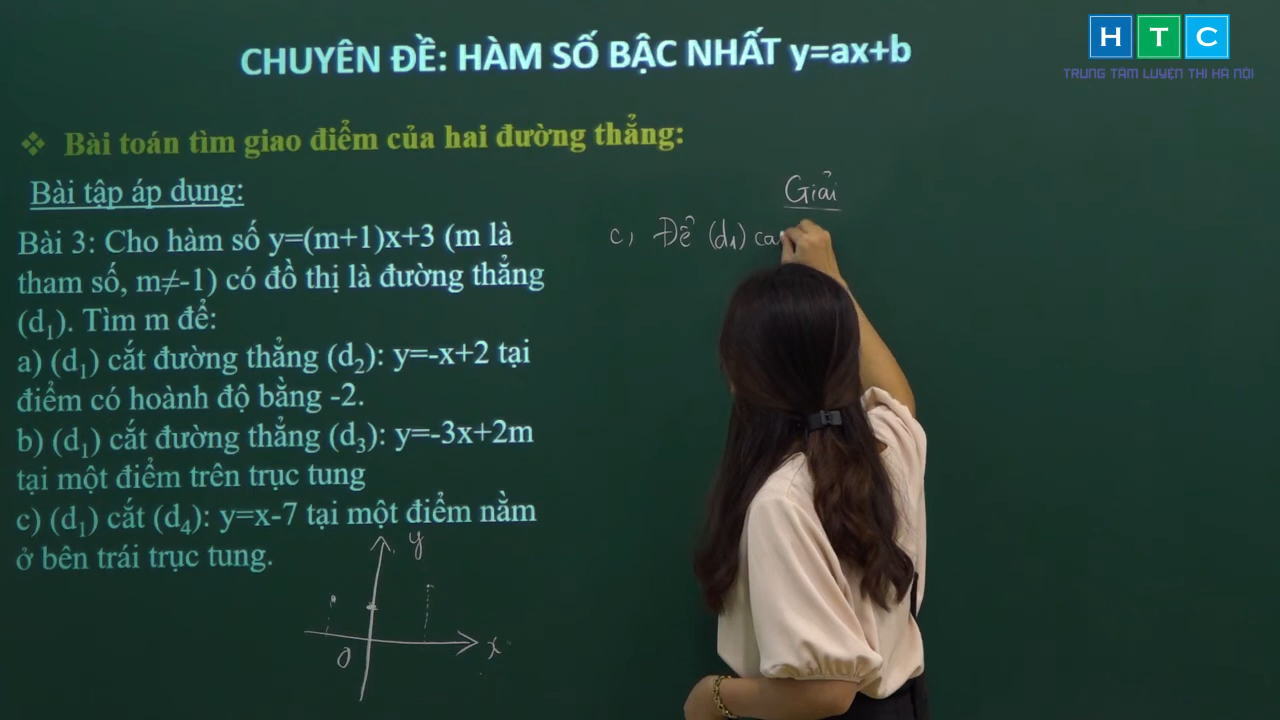 HTC
TRUNG TÂM LUYỆN THI HÀ NỘI
CHUYÊN ĐỀ: HÀM SỐ BẬC NHẤT y=ax+b
❖ Bài toán tìm giao điểm của hai đường thẳng:
Bài tập áp dụng:
Bài 3: Cho hàm số y=(m+1)x+3 (m là
tham số, m≠-1) có đồ thị là đường thẳng
(d₁). Tìm m để:
a) (d₁) cắt đường thẳng (d₂): y=-x+2 tại
điểm có hoành độ bằng -2.
b) (d₁) cắt đường thẳng (d₃): y=-3x+2m
tại một điểm trên trục tung
c) (d₁) cắt (d₄): y=x-7 tại một điểm nằm
ở bên trái trục tung.
y
O
x
Giải
c, Để (d₁) ca